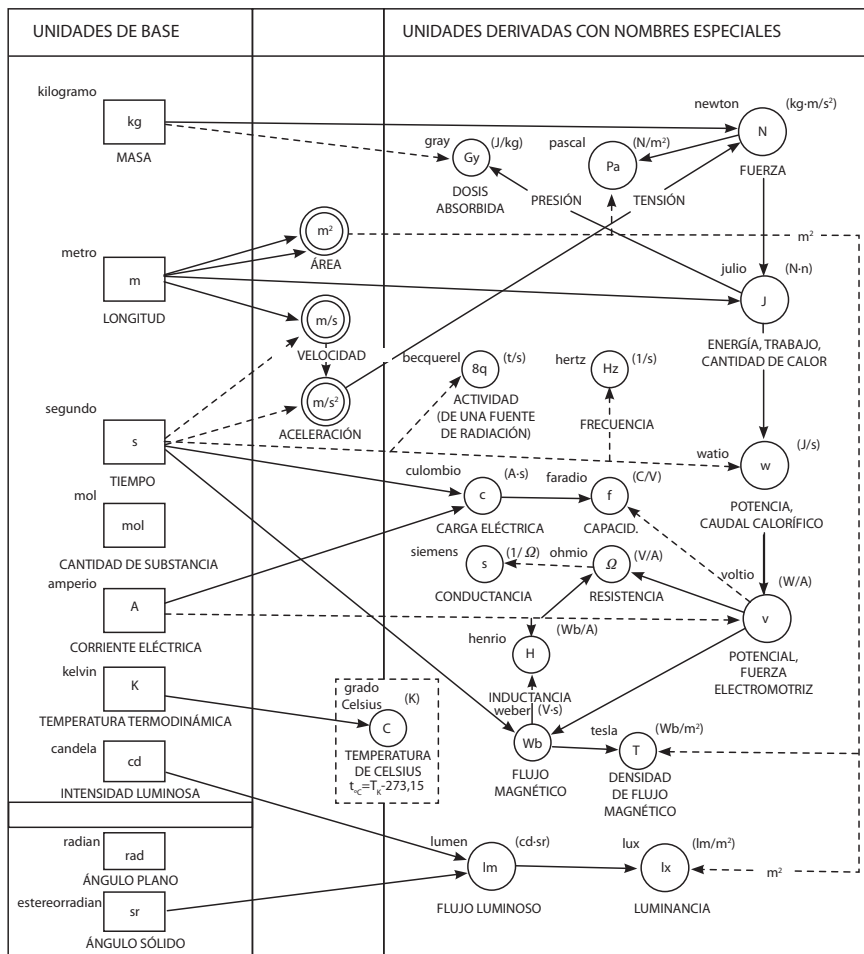 UNIDADES DE BASE
UNIDADES DERIVADAS CON NOMBRES ESPECIALES
kilogramo
kg
MASA
newton
(kg·m/s²)
N
FUERZA
gray
(J/kg)
Gy
DOSIS
ABSORBIDA
pascal
(N/m²)
Pa
PRESIÓN
TENSIÓN
metro
m
LONGITUD
m²
ÁREA
m²
julio
(N·n)
J
ENERGÍA, TRABAJO,
CANTIDAD DE CALOR
m/s
VELOCIDAD
m/s²
ACELERACIÓN
becquerel
(t/s)
8q
ACTIVIDAD
(DE UNA FUENTE
DE RADIACIÓN)
hertz
(1/s)
Hz
FRECUENCIA
segundo
s
TIEMPO
watio
(J/s)
w
POTENCIA,
CAUDAL CALORÍFICO
culombio
(A·s)
c
CARGA ELÉCTRICA
faradio
(C/V)
f
CAPACID.
mol
mol
CANTIDAD DE SUBSTANCIA
siemens
(1/Ω)
s
CONDUCTANCIA
ohmio
(V/A)
Ω
RESISTENCIA
voltio
(W/A)
v
POTENCIAL,
FUERZA
ELECTROMOTRIZ
amperio
A
CORRIENTE ELÉCTRICA
henrio
(Wb/A)
H
INDUCTANCIA
kelvin
K
TEMPERATURA TERMODINÁMICA
grado
Celsius
(K)
C
TEMPERATURA
DE CELSIUS
t°C=TK-273,15
weber
(V·s)
Wb
FLUJO
MAGNÉTICO
tesla
(Wb/m²)
T
DENSIDAD
DE FLUJO
MAGNÉTICO
candela
cd
INTENSIDAD LUMINOSA
radian
rad
ÁNGULO PLANO
lumen
(cd·sr)
lm
FLUJO LUMINOSO
lux
(lm/m²)
lx
LUMINANCIA
m²
estereorradian
sr
ÁNGULO SÓLIDO